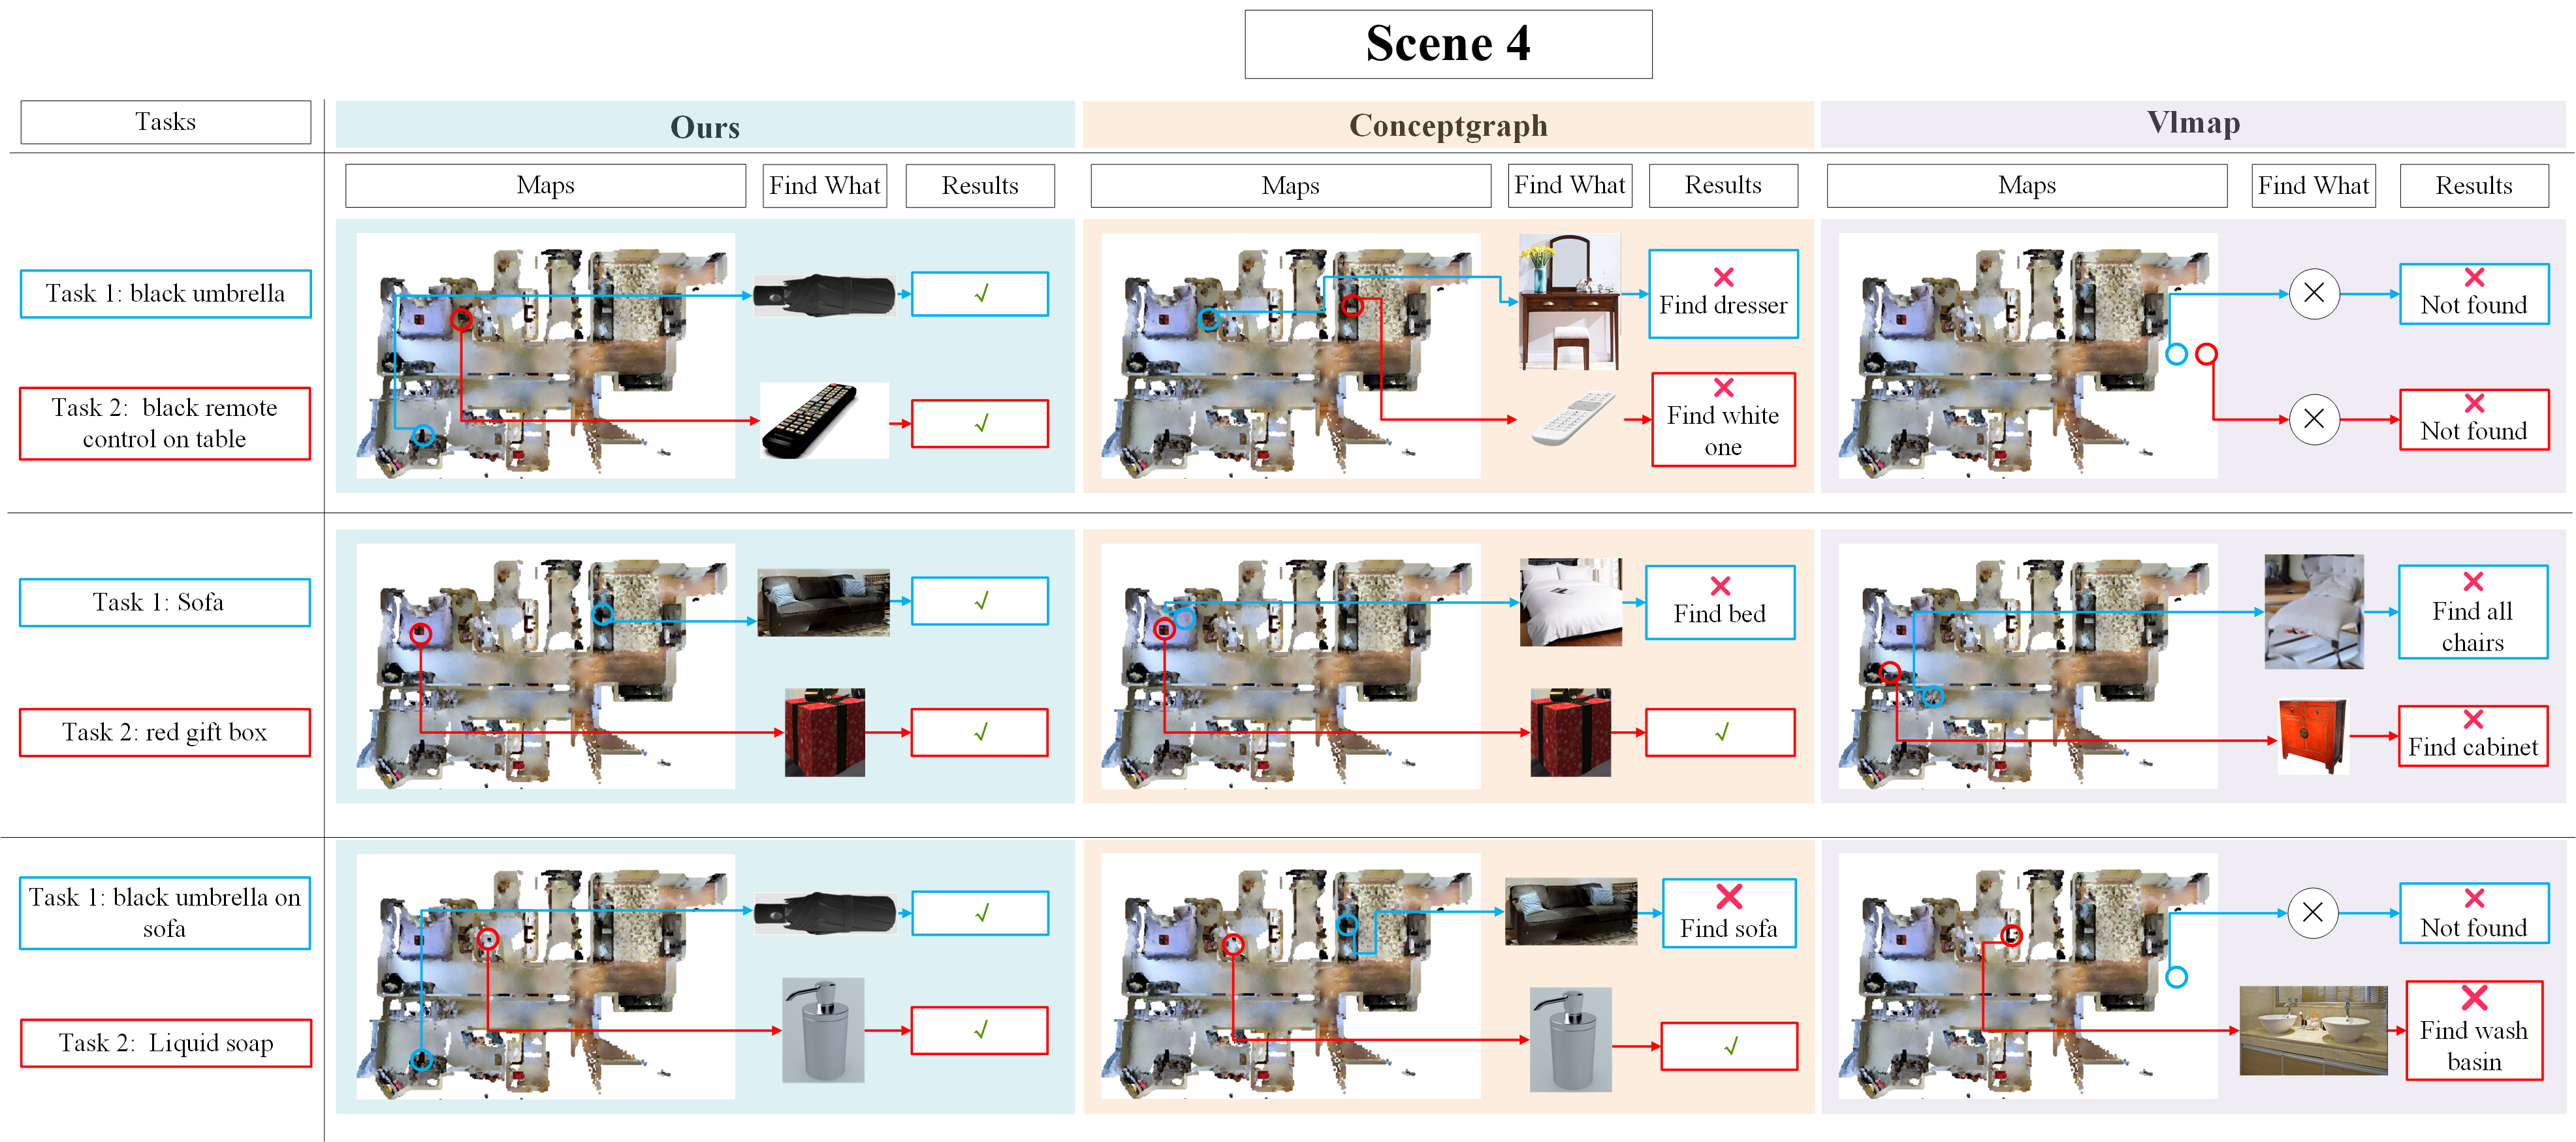 Scene 4
Tasks
Ours
Conceptgraph
Vlmap
Maps
Find What
Results
Maps
Find What
Results
Maps
Find What
Results
Task 1: black umbrella
Task 2: black remote
control on table
√
√
Find dresser
Find white
one
Not found
Not found
Task 1: Sofa
Task 2: red gift box
√
√
Find bed
√
Find all
chairs
Find cabinet
Task 1: black umbrella on
sofa
Task 2: Liquid soap
√
√
Find sofa
√
Not found
Find wash
basin